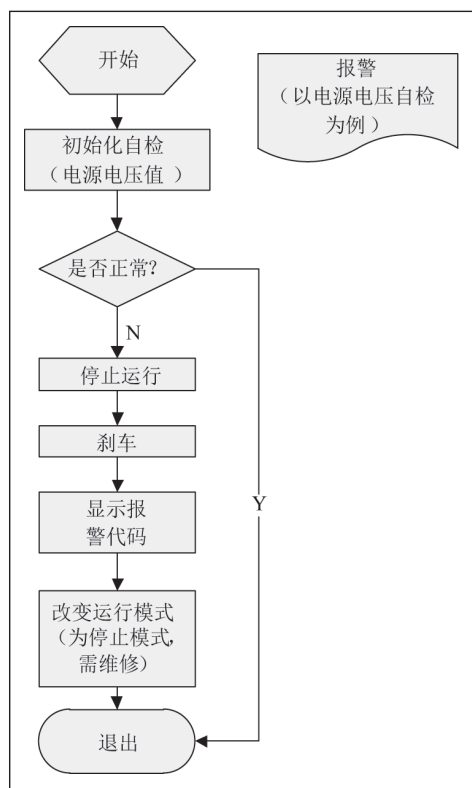 开始
报警
（以电源电压自检
为例）
初始化自检
（电源电压值 ）
是否正常？
N
停止运行
刹车
显示报
警代码
Y
改变运行模式
（为停止模式，
需维修）
退出